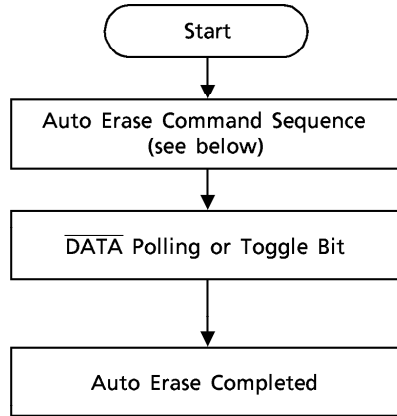 Start
Auto Erase Command Sequence
(see below)
DATA Polling or Toggle Bit
Auto Erase Completed